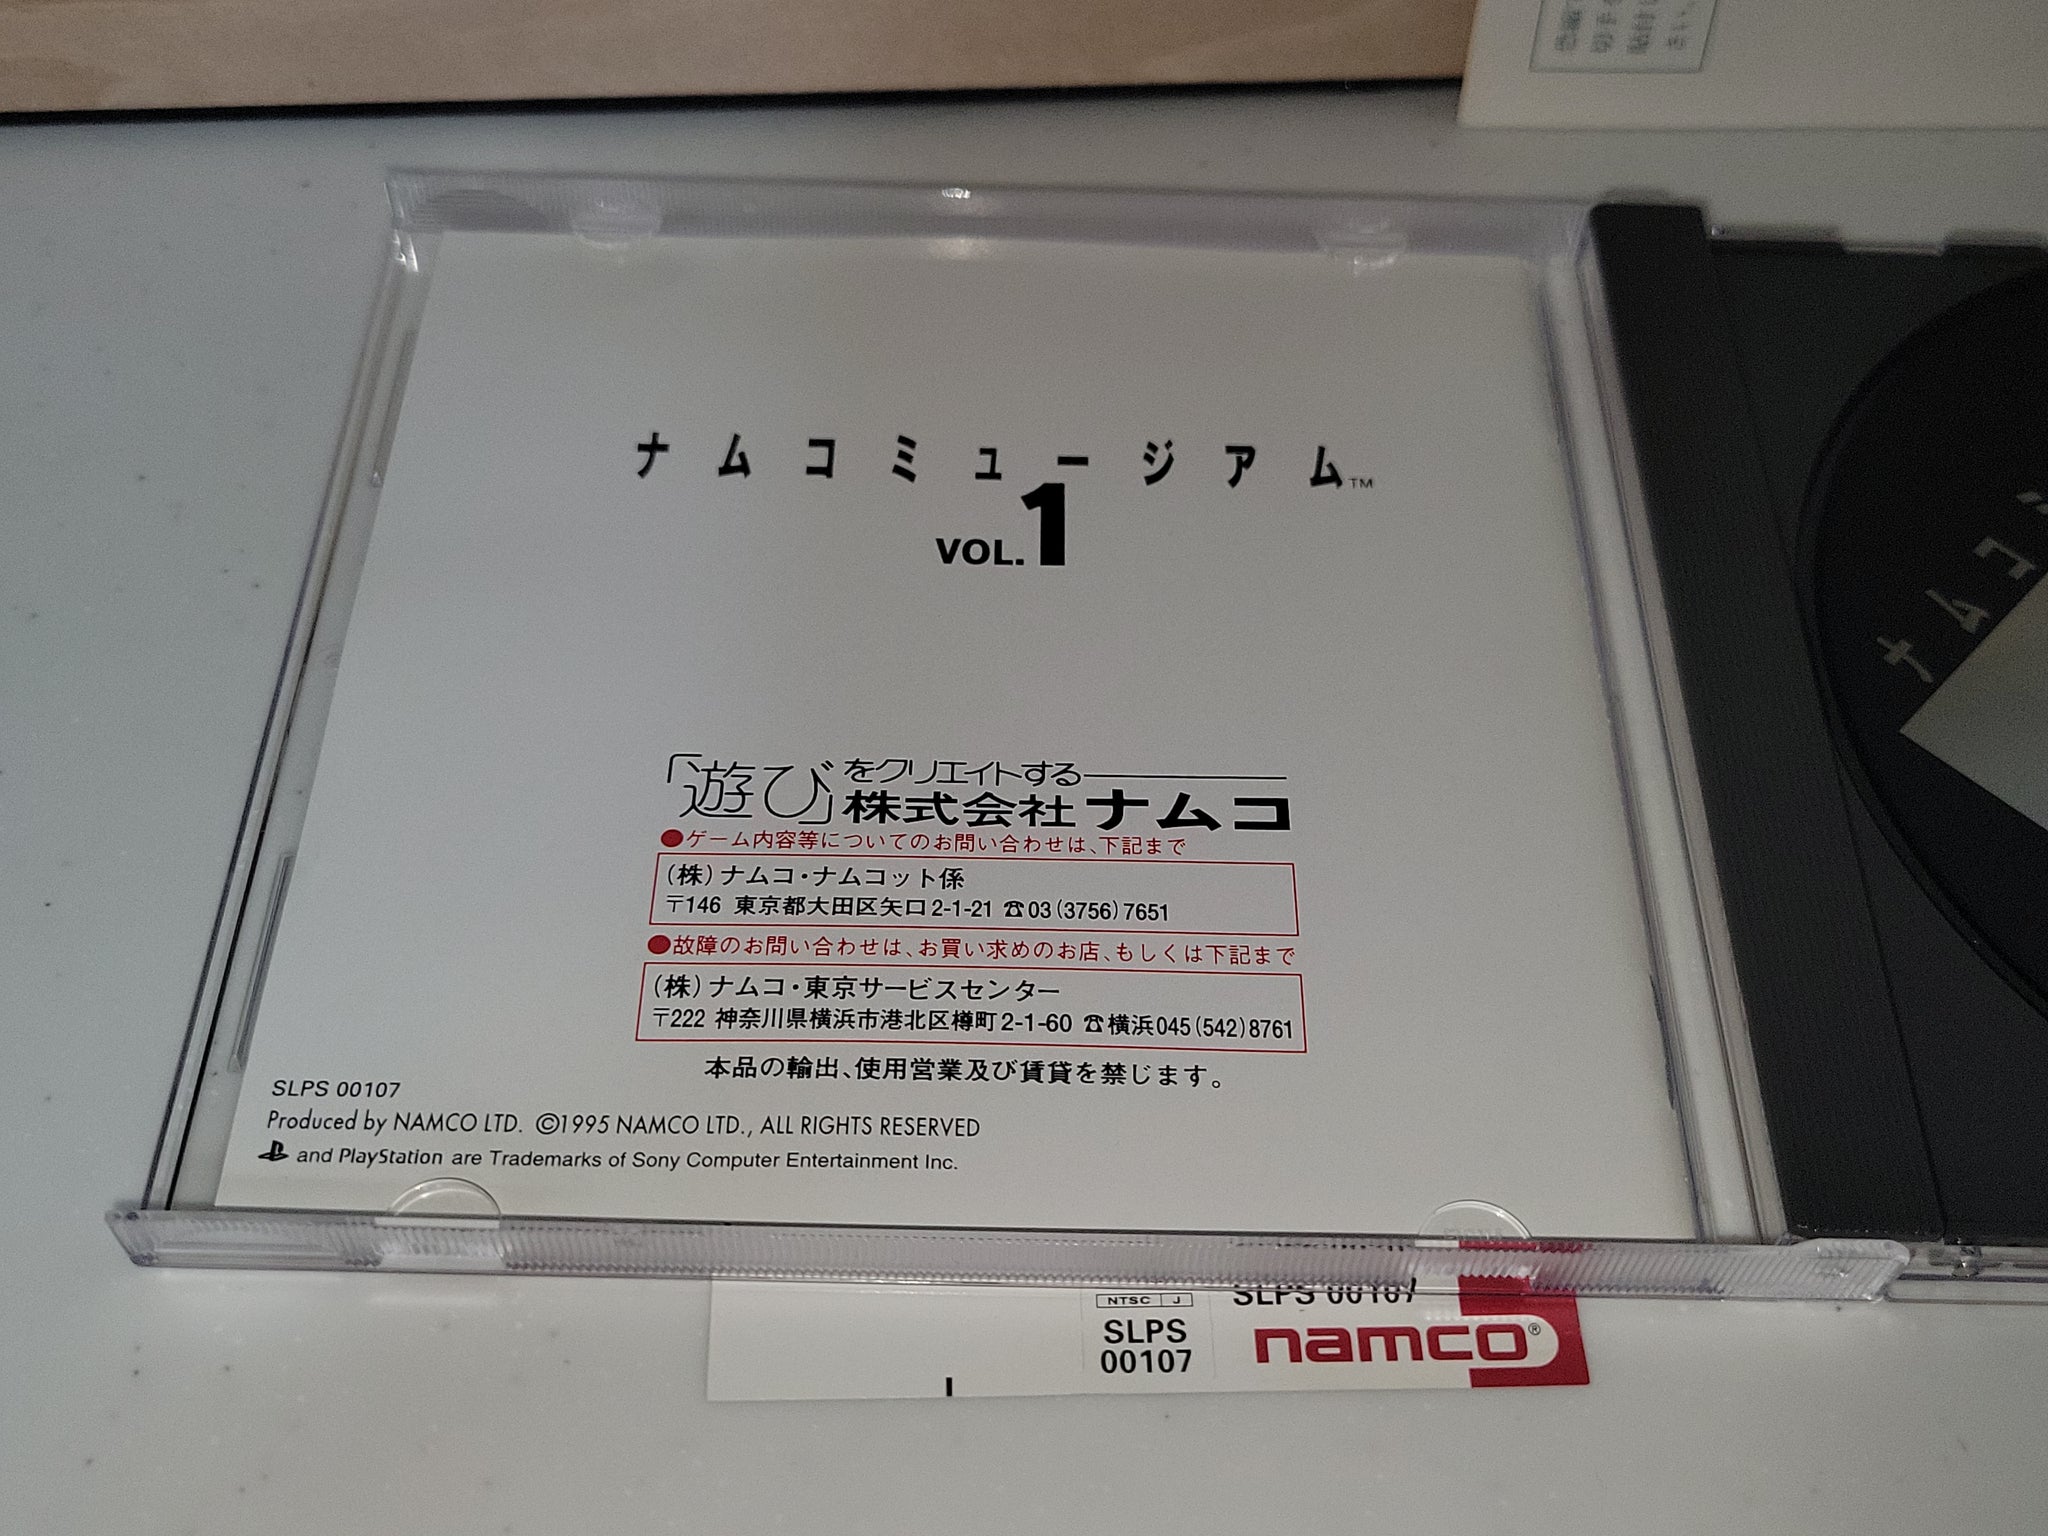 ナムコミュージアム™
VOL.1
「遊び」をクリエイトする
株式会社ナムコ
●ゲーム内容等についてのお問い合わせは、下記まで
(株)ナムコ・ナムコット係
〒146 東京都大田区矢口2-1-21 ☎03(3756)7651
●故障のお問い合わせは、お買い求めのお店、もしくは下記まで
(株)ナムコ・東京サービスセンター
〒222 神奈川県横浜市港北区樽町2-1-60 ☎横浜045(542)8761
本品の輸出、使用営業及び賃貸を禁じます。
SLPS 00107
Produced by NAMCO LTD. ©1995 NAMCO LTD., ALL RIGHTS RESERVED
and PlayStation are Trademarks of Sony Computer Entertainment Inc.
ナムコ
NTSC J
SLPS
00107
SLPS 00107
namco®